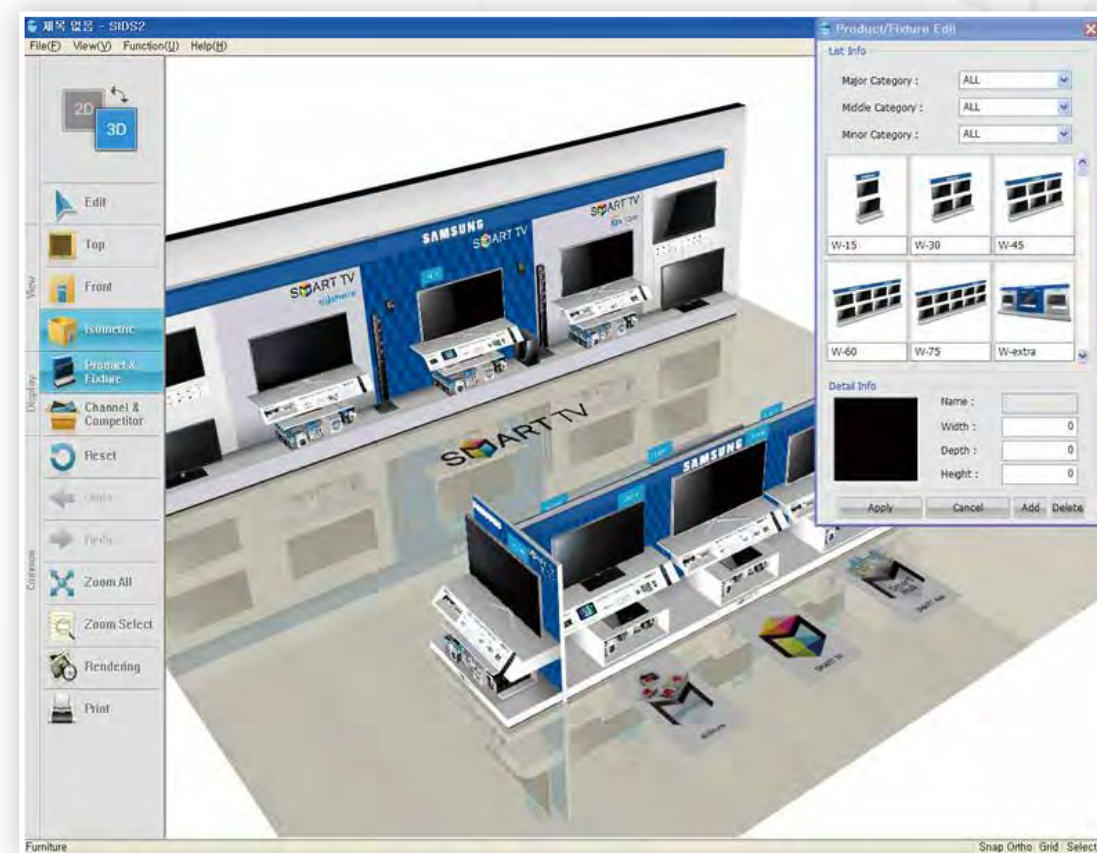 제목 없음 - SIDS2
File(F) View(V) Function(U) Help(H)
2D
3D
Edit
View
Top
Front
Isometric
Display
Product & Fixture
Channel & Competitor
Common
Reset
Undo
Redo
Zoom All
Zoom Select
Rendering
Print
SMART TV
SAMSUNG
SMART TV
SMART TV
SMART TV
SAMSUNG
Product/Fixture Edit
List Info
Major Category : ALL
Middle Category : ALL
Minor Category : ALL
W-15 W-30 W-45
W-60 W-75 W-extra
Detail Info
Name :
Width : 0
Depth : 0
Height : 0
Apply Cancel Add Delete
Furniture Snap Ortho Grid Select